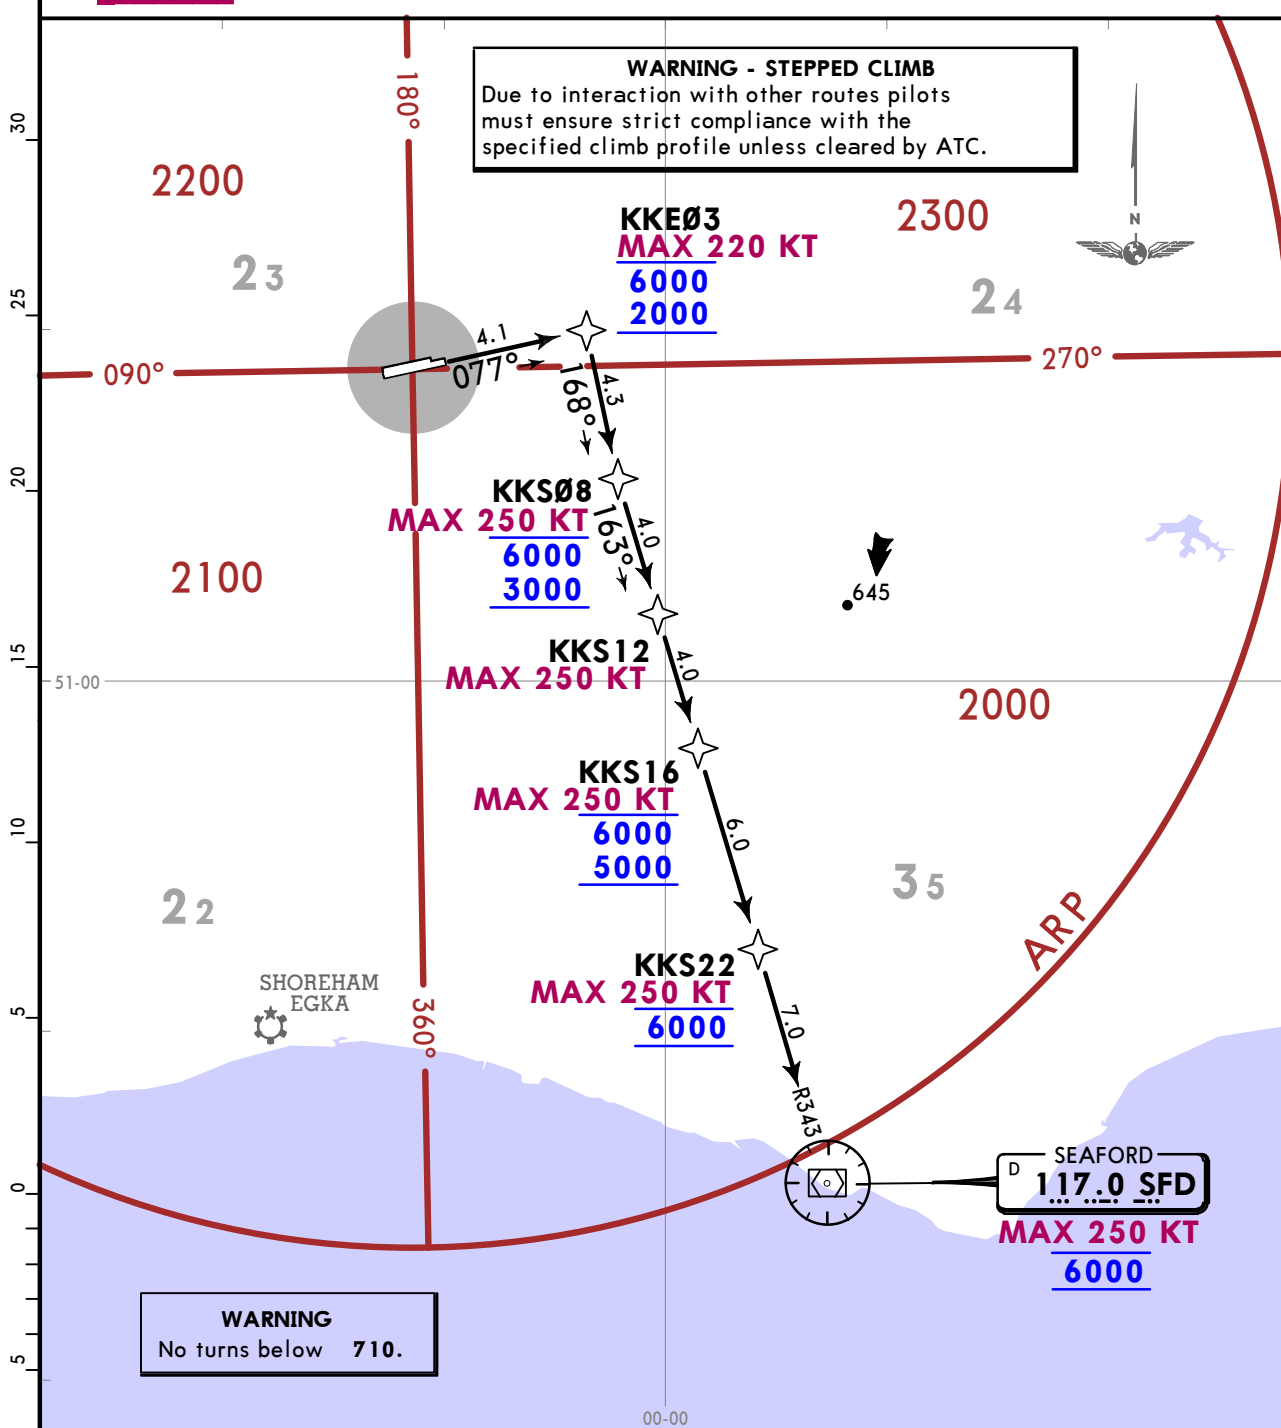 WARNING - STEPPED CLIMB
Due to interaction with other routes pilots
must ensure strict compliance with the
specified climb profile unless cleared by ATC.
180°
30
2200
2300
N
KKEØ3
MAX 220 KT
6000
2000
23
24
25
4.1
077°
090°
270°
168°
4.3
20
KKSØ8
MAX 250 KT
6000
3000
163°
4.0
2100
645
KKS12
MAX 250 KT
4.0
15
51-00
2000
KKS16
MAX 250 KT
6000
5000
6.0
10
35
22
ARP
KKS22
MAX 250 KT
6000
7.0
SHOREHAM
EGKA
360°
5
R343
0
D
SEAFORD
117.0 SFD
MAX 250 KT
6000
WARNING
No turns below 710.
5
00-00